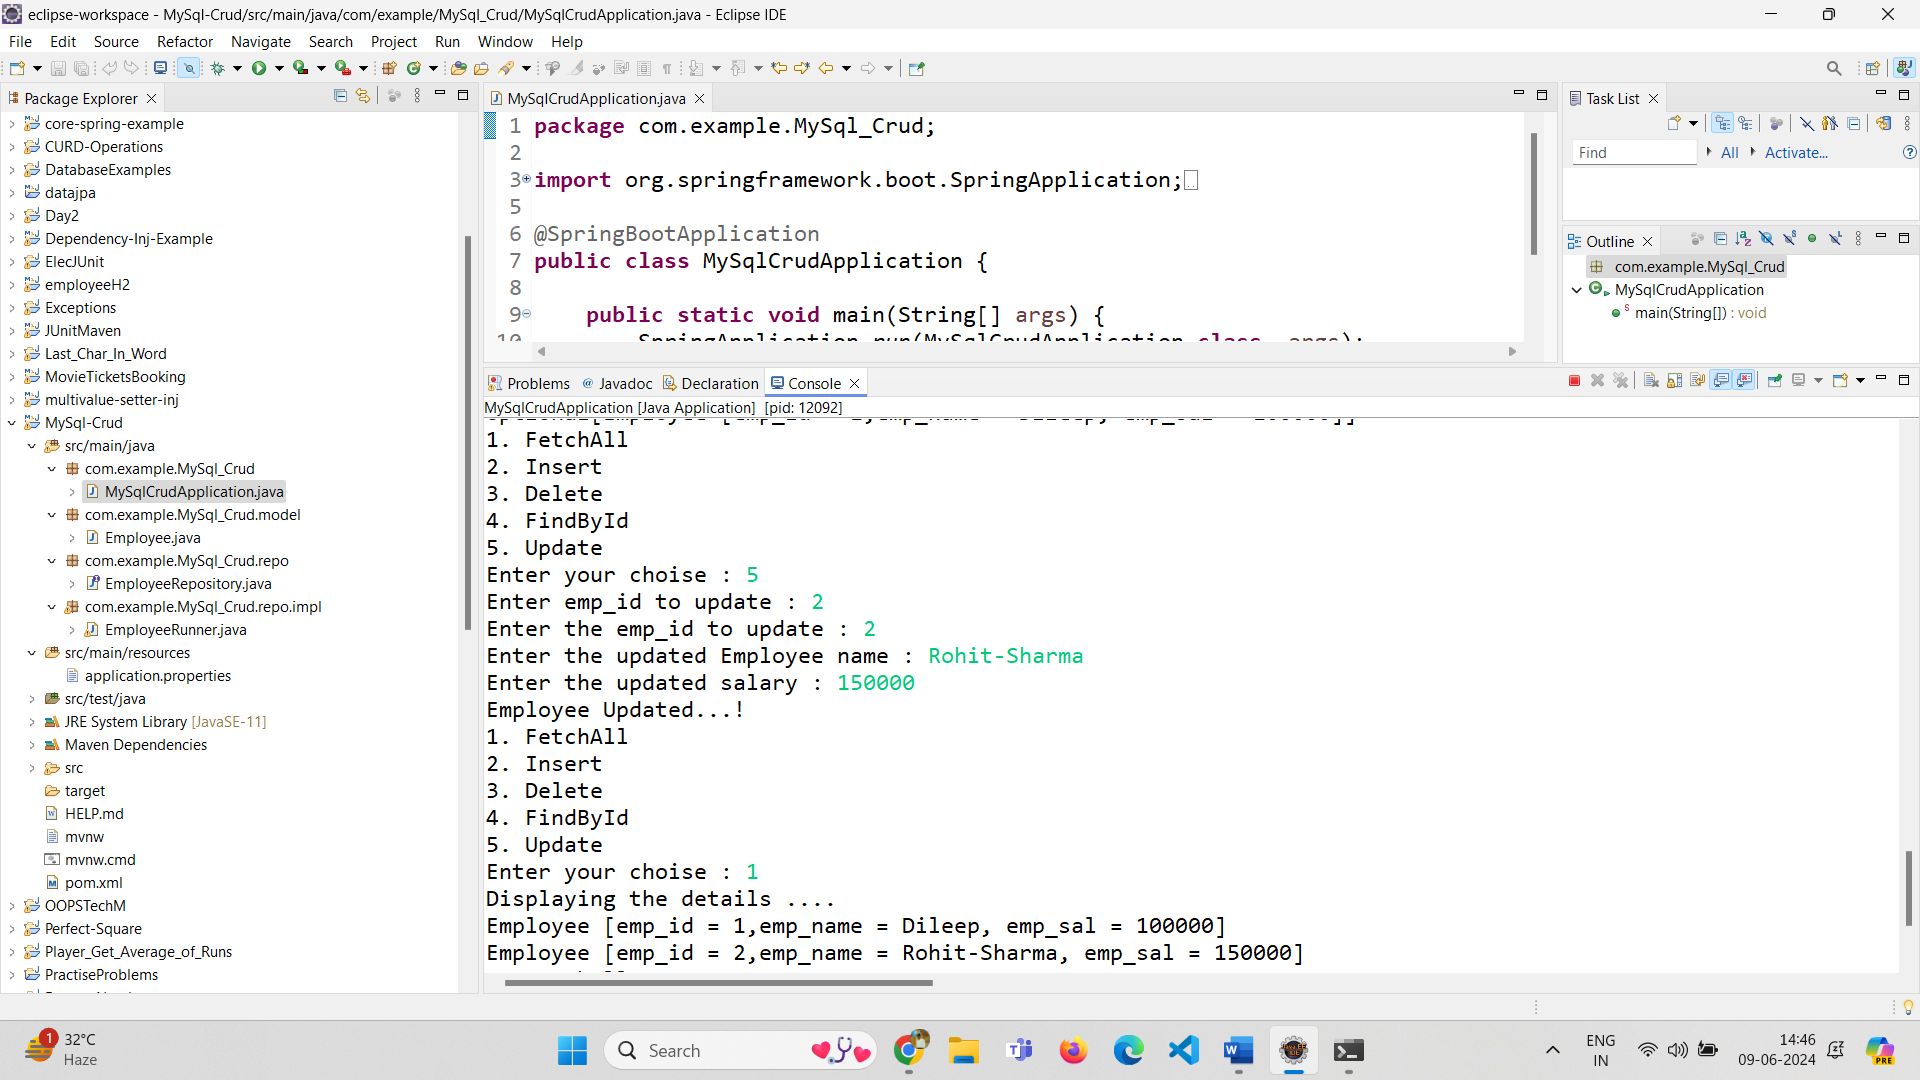 eclipse-workspace - MySql-Crud/src/main/java/com/example/MySql_Crud/MySqlCrudApplication.java - Eclipse IDE
File Edit Source Refactor Navigate Search Project Run Window Help
Package Explorer
core-spring-example
CURD-Operations
DatabaseExamples
datajpa
Day2
Dependency-Inj-Example
ElecJUnit
employeeH2
Exceptions
JUnitMaven
Last_Char_In_Word
MovieTicketsBooking
multivalue-setter-inj
MySql-Crud
src/main/java
com.example.MySql_Crud
MySqlCrudApplication.java
com.example.MySql_Crud.model
Employee.java
com.example.MySql_Crud.repo
EmployeeRepository.java
com.example.MySql_Crud.repo.impl
EmployeeRunner.java
src/main/resources
application.properties
src/test/java
JRE System Library [JavaSE-11]
Maven Dependencies
src
target
HELP.md
mvnw
mvnw.cmd
pom.xml
OOPSTechM
Perfect-Square
Player_Get_Average_of_Runs
PractiseProblems
MySqlCrudApplication.java
1 package com.example.MySql_Crud;
2
3 import org.springframework.boot.SpringApplication;
5
6 @SpringBootApplication
7 public class MySqlCrudApplication {
8
9 public static void main(String[] args) {
10 SpringApplication.run(MySqlCrudApplication.class, args);
Task List
Find All Activate...
Outline
com.example.MySql_Crud
MySqlCrudApplication
main(String[]) : void
Problems @ Javadoc Declaration Console
MySqlCrudApplication [Java Application] [pid: 12092]
1. FetchAll
2. Insert
3. Delete
4. FindById
5. Update
Enter your choise : 5
Enter emp_id to update : 2
Enter the emp_id to update : 2
Enter the updated Employee name : Rohit-Sharma
Enter the updated salary : 150000
Employee Updated...!
1. FetchAll
2. Insert
3. Delete
4. FindById
5. Update
Enter your choise : 1
Displaying the details ....
Employee [emp_id = 1,emp_name = Dileep, emp_sal = 100000]
Employee [emp_id = 2,emp_name = Rohit-Sharma, emp_sal = 150000]
1
32°C
Haze
Search
ENG
IN
14:46
09-06-2024
PRE